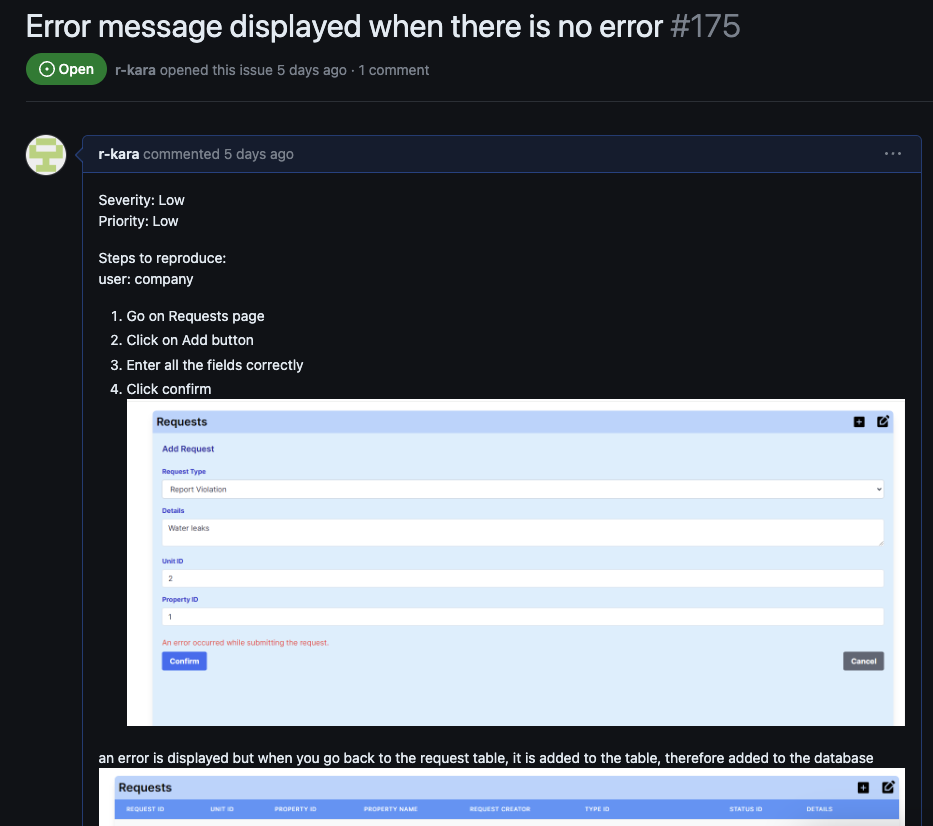 Error message displayed when there is no error #175
Open r-kara opened this issue 5 days ago · 1 comment
r-kara commented 5 days ago
Severity: Low
Priority: Low
Steps to reproduce:
user: company
1. Go on Requests page
2. Click on Add button
3. Enter all the fields correctly
4. Click confirm
Requests
Add Request
Request Type
Report Violation
Details
Water leaks
Unit ID
2
Property ID
1
An error occurred while submitting the request.
Confirm Cancel
an error is displayed but when you go back to the request table, it is added to the table, therefore added to the database
Requests
REQUEST ID UNIT ID PROPERTY ID PROPERTY NAME REQUEST CREATOR TYPE ID STATUS ID DETAILS